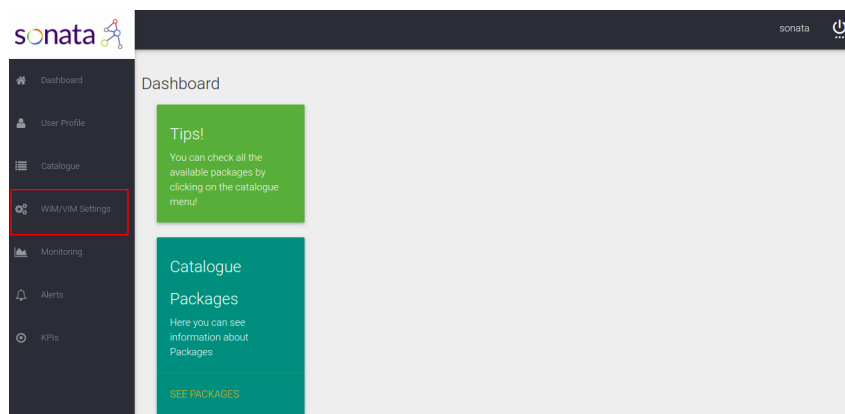 sonata
sonata
Dashboard
User Profile
Catalogue
WIM/VIM Settings
Monitoring
Alerts
KPIs
Dashboard
Tips!
You can check all the
available packages by
clicking on the catalogue
menu!
Catalogue
Packages
Here you can see
information about
Packages
SEE PACKAGES